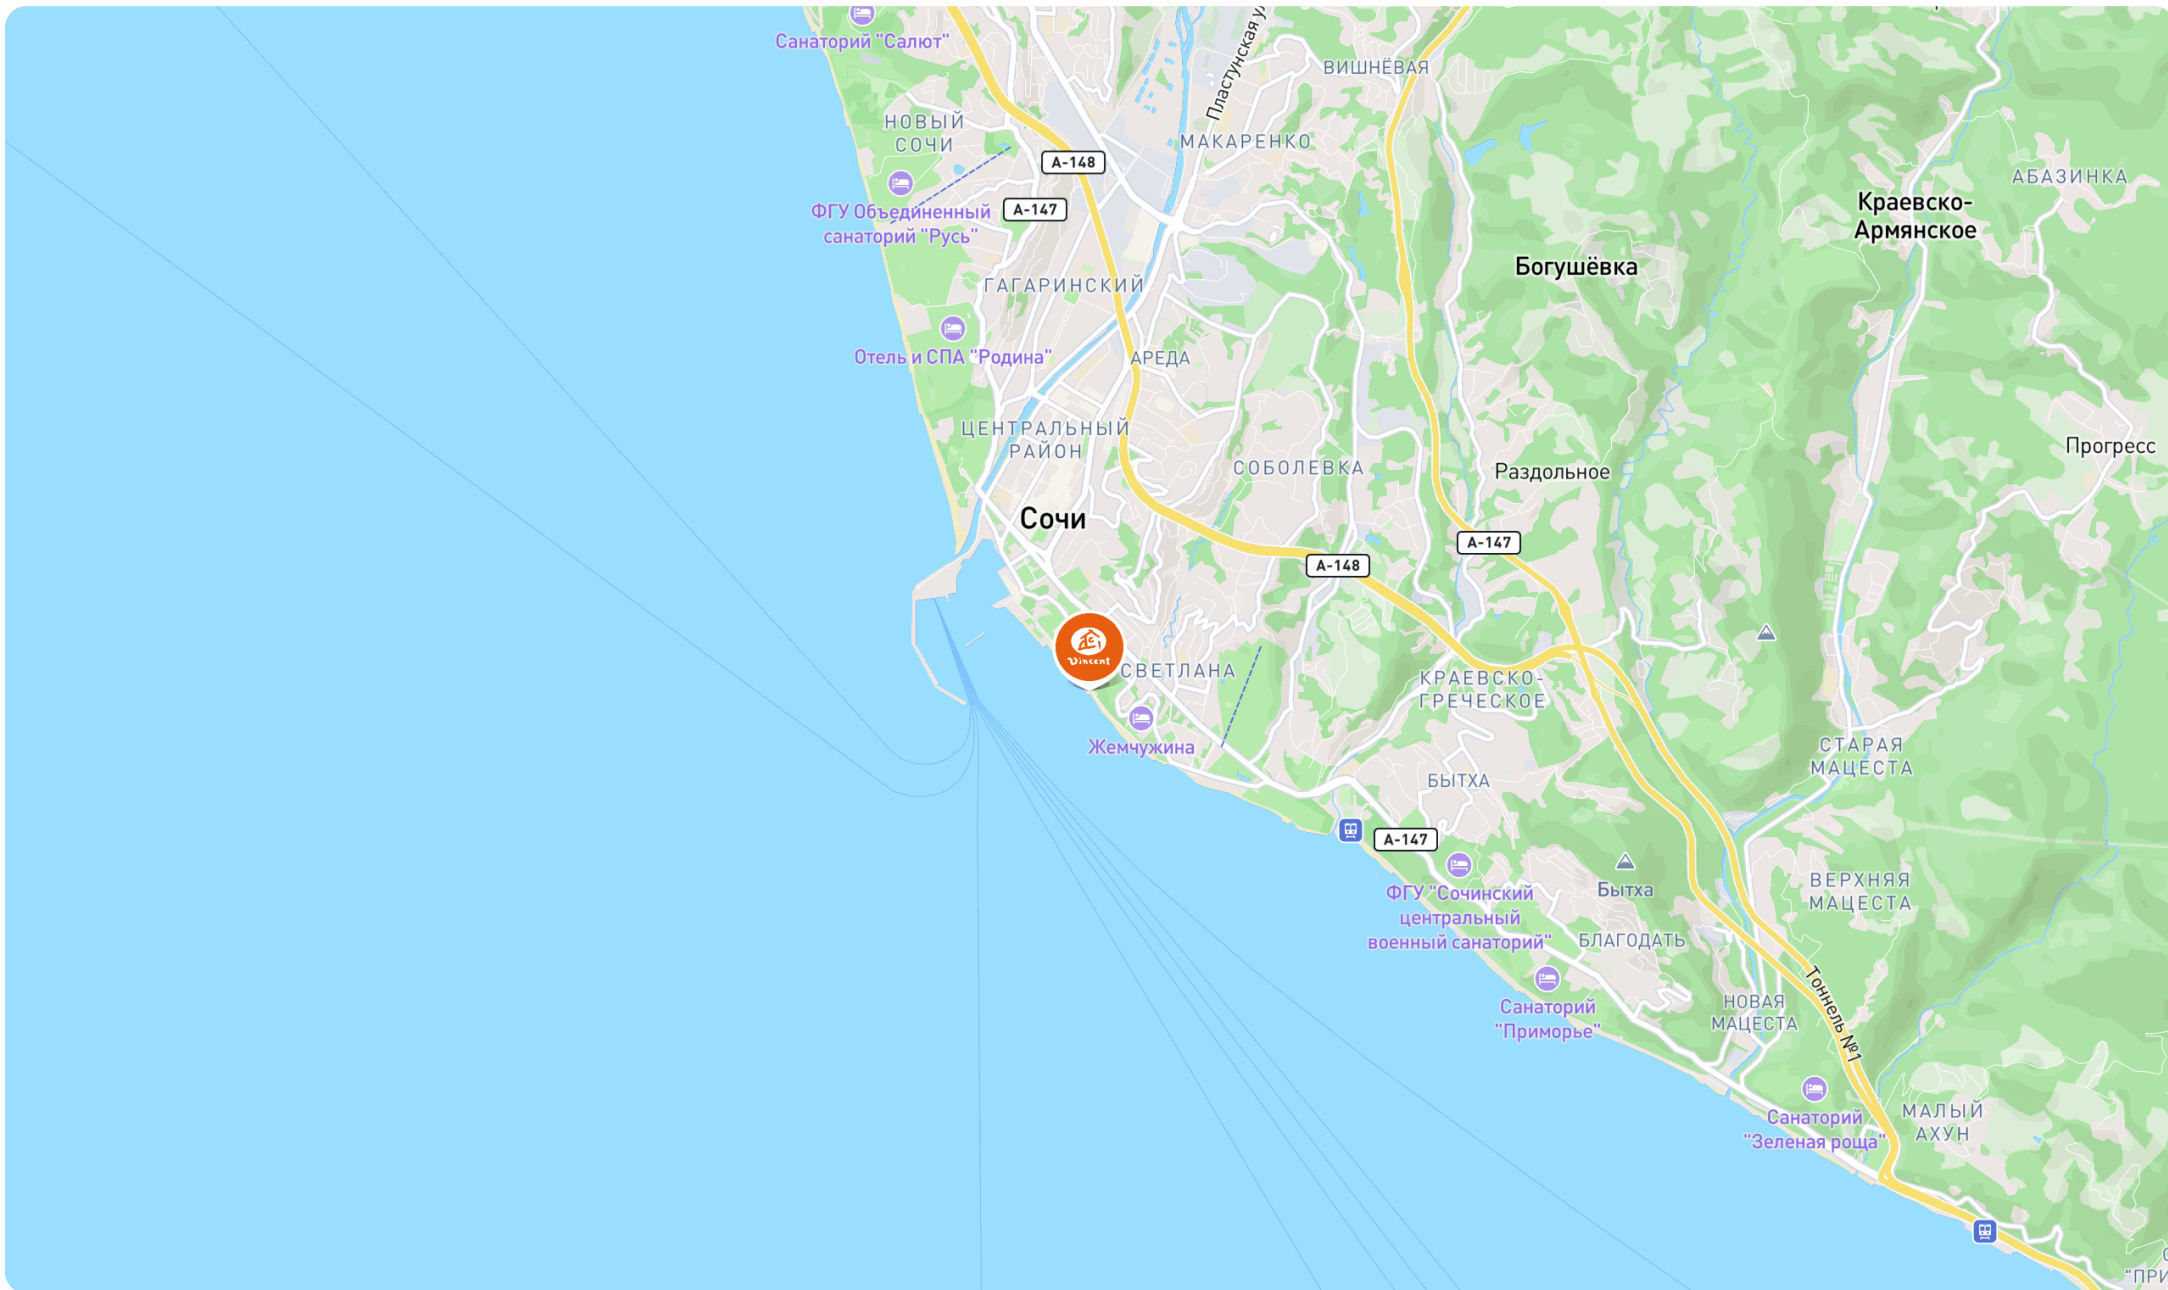 Санаторий "Салют"
Пластунская ул
ВИШНЁВАЯ
НОВЫЙ
СОЧИ
МАКАРЕНКО
А-148
АБАЗИНКА
ФГУ Объединенный
санаторий "Русь"
А-147
Краевско-
Армянское
Богушёвка
ГАГАРИНСКИЙ
Отель и СПА "Родина"
АРЕДА
ЦЕНТРАЛЬНЫЙ
РАЙОН
СОБОЛЕВКА
Раздольное
Прогресс
Сочи
А-147
А-148
Vincent
СВЕТЛАНА
КРАЕВСКО-
ГРЕЧЕСКОЕ
Жемчужина
СТАРАЯ
МАЦЕСТА
БЫТХА
А-147
ФГУ "Сочинский
центральный
военный санаторий"
Бытха
ВЕРХНЯЯ
МАЦЕСТА
БЛАГОДАТЬ
Санаторий
"Приморье"
НОВАЯ
МАЦЕСТА
Тоннель №1
Санаторий
"Зеленая роща"
МАЛЫЙ
АХУН
"ПРИ